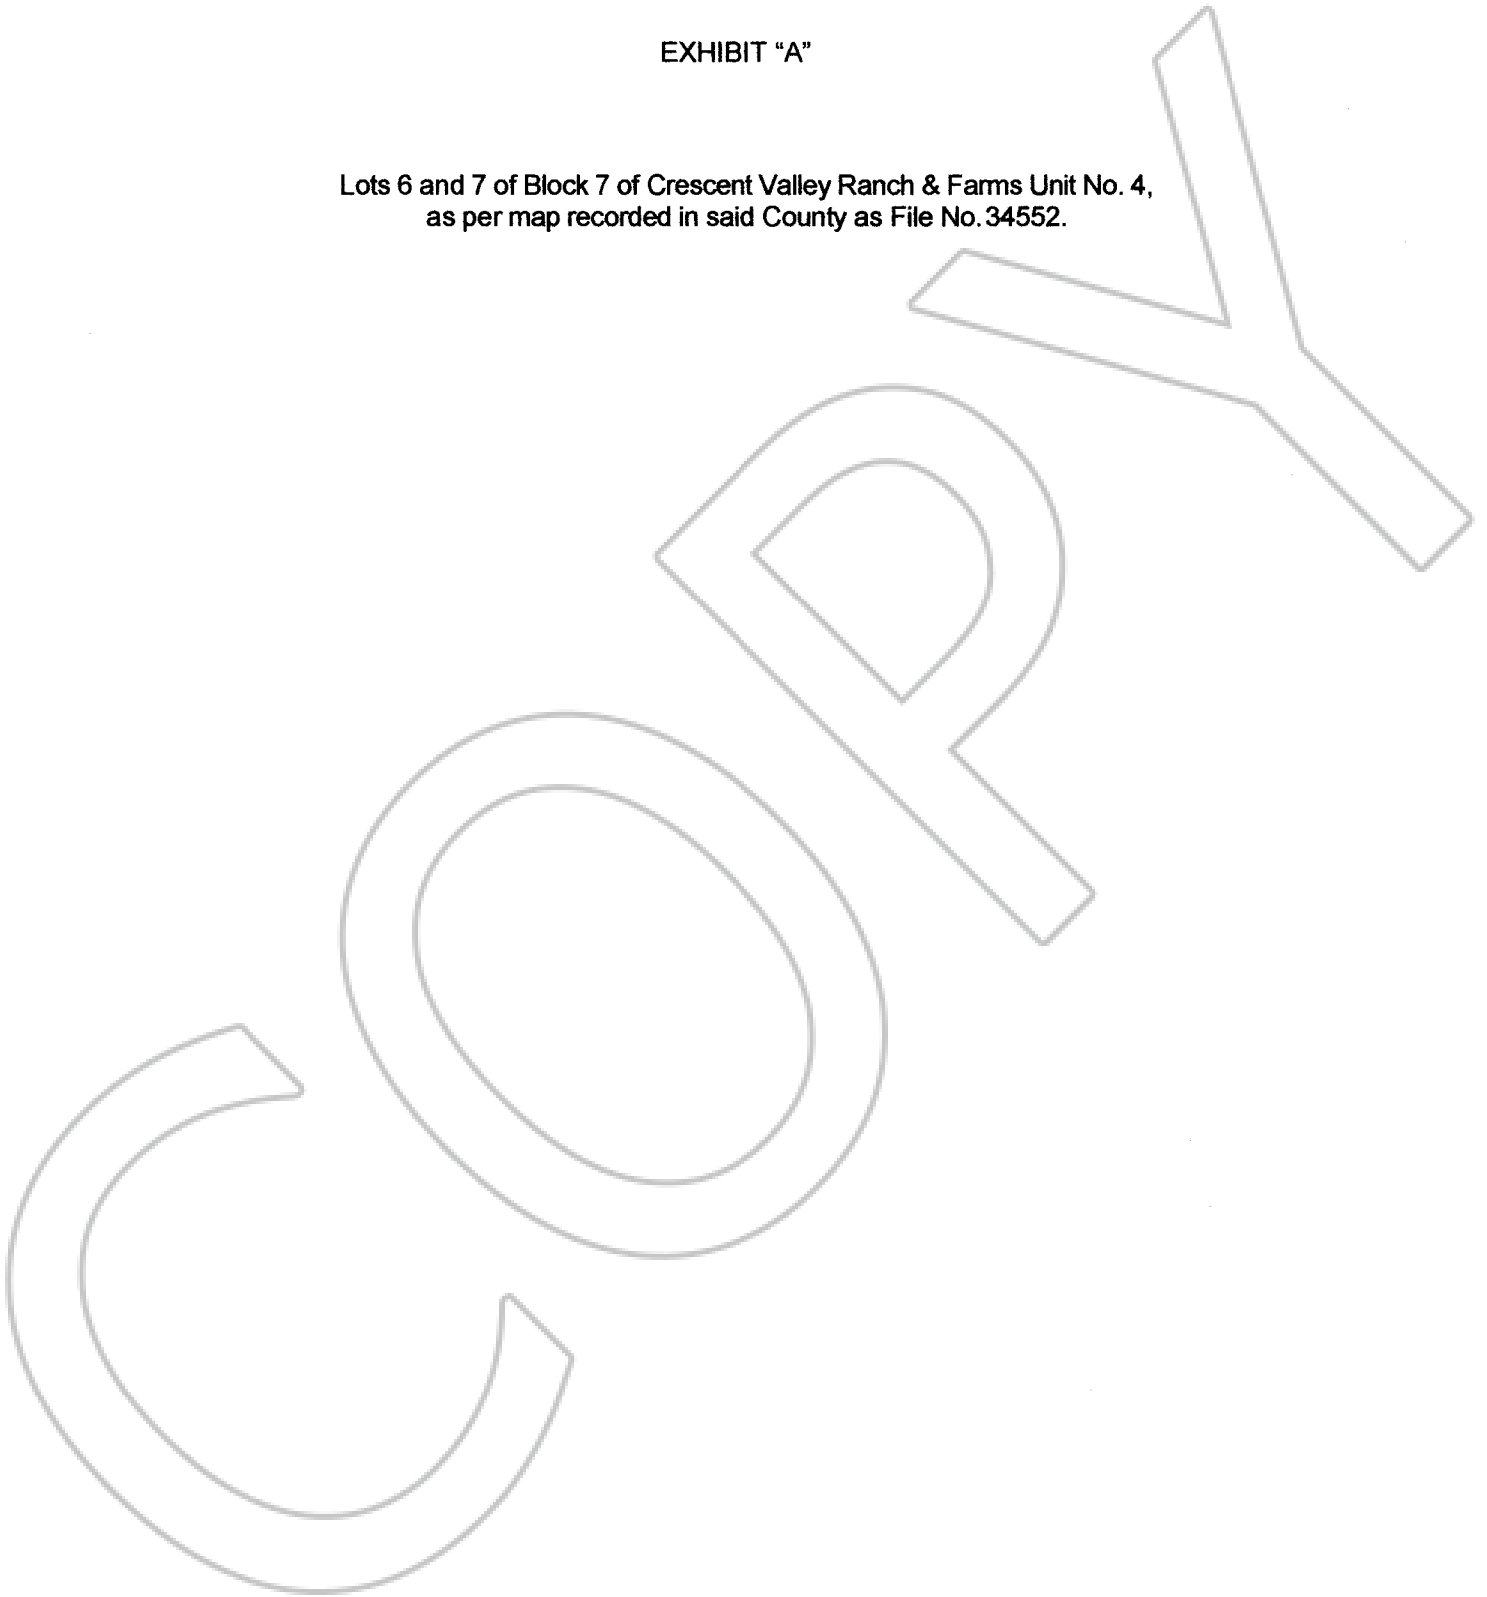 EXHIBIT “A”
Lots 6 and 7 of Block 7 of Crescent Valley Ranch & Farms Unit No. 4,
as per map recorded in said County as File No. 34552.
COPY